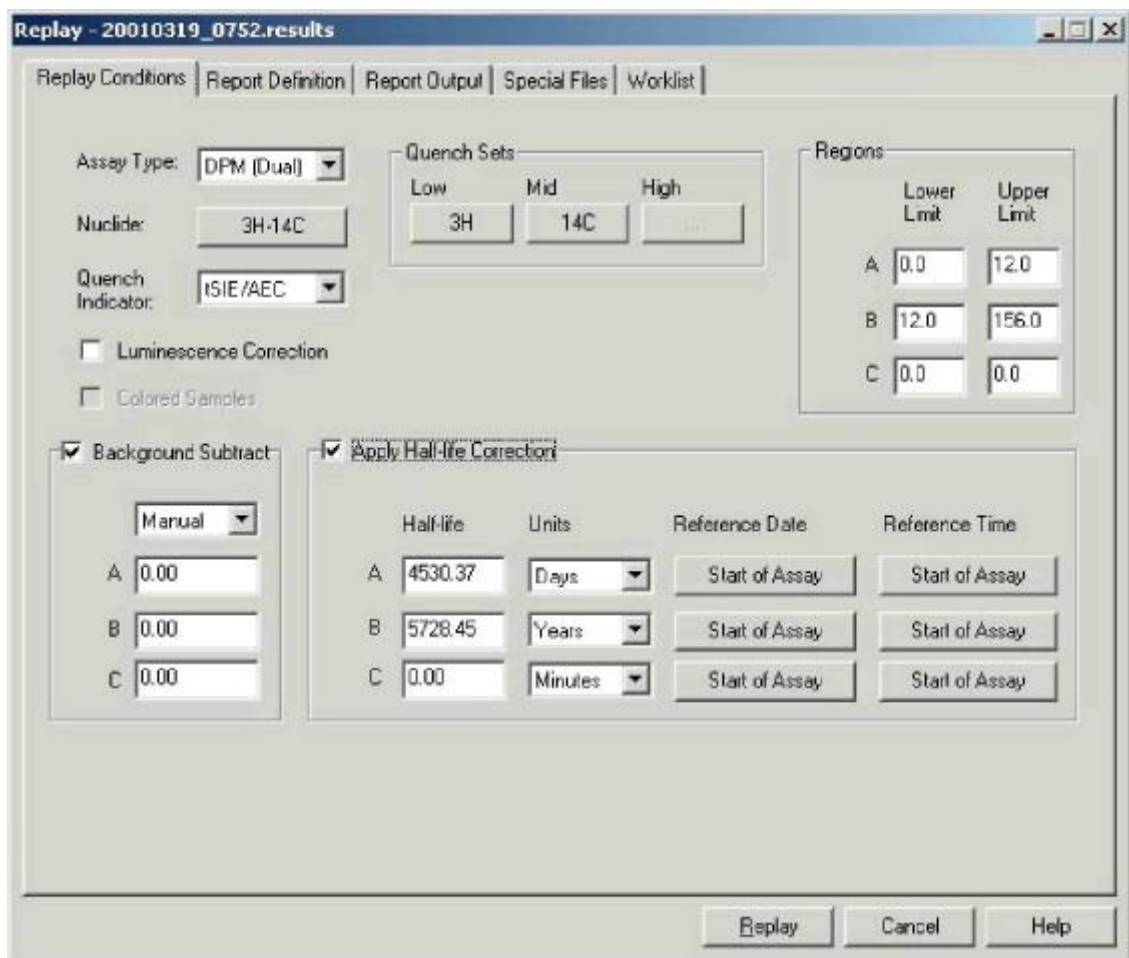 Replay - 20010319_0752.results
Replay Conditions Report Definition Report Output Special Files Worklist
Assay Type: DPM (Dual)
Nuclide: 3H-14C
Quench Indicator: tSIE/AEC
Luminescence Correction
Colored Samples
Quench Sets
Low Mid High
3H 14C ...
Regions
Lower Limit Upper Limit
A 0.0 12.0
B 12.0 156.0
C 0.0 0.0
Background Subtract
Manual
A 0.00
B 0.00
C 0.00
Apply Half-life Correction
Half-life Units Reference Date Reference Time
A 4530.37 Days Start of Assay Start of Assay
B 5728.45 Years Start of Assay Start of Assay
C 0.00 Minutes Start of Assay Start of Assay
Replay Cancel Help